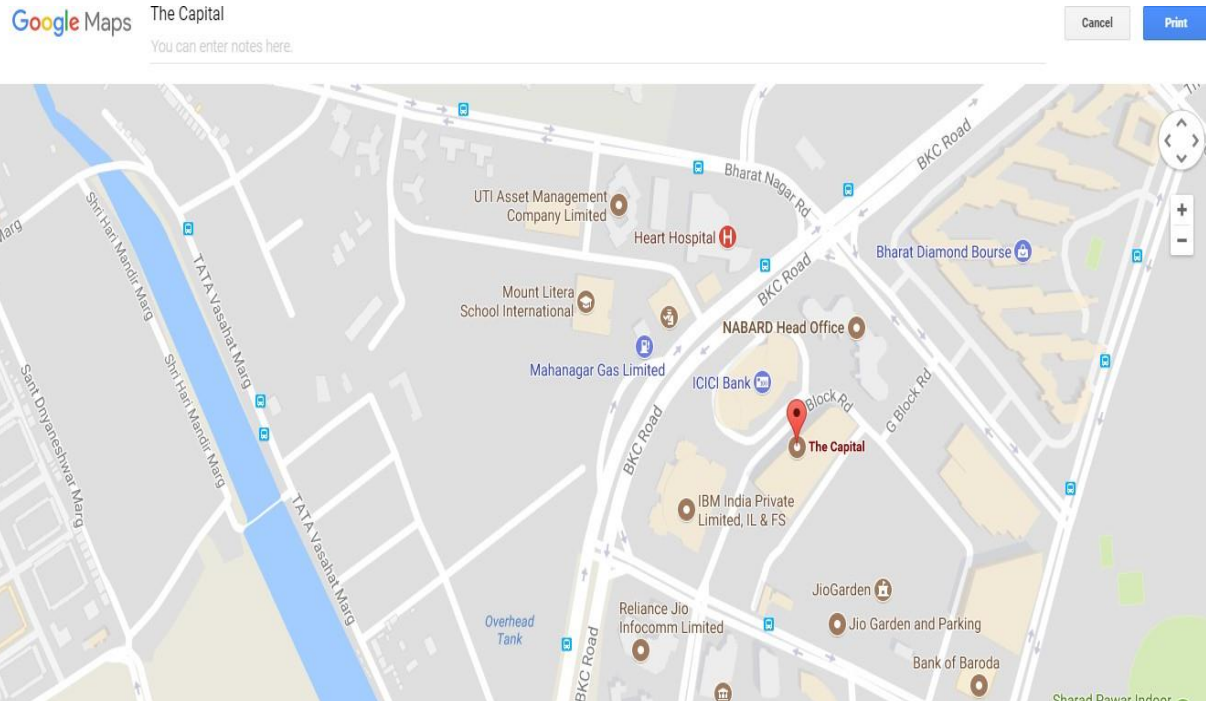 Google Maps
The Capital
You can enter notes here.
Cancel
Print
BKC Road
Bharat Nagar Rd
UTI Asset Management
Company Limited
Heart Hospital
H
Bharat Diamond Bourse
Marg
Shri Hari Mandir Marg
TATA Vasahat Marg
BKC Road
Mount Litera
School International
NABARD Head Office
Mahanagar Gas Limited
ICICI Bank
Block Rd
G Block Rd
Shri Hari Mandir Marg
Sant Dnyaneshwar Marg
BKC Road
The Capital
IBM India Private
Limited, IL & FS
TATA Vasahat Marg
JioGarden
Reliance Jio
Infocomm Limited
Jio Garden and Parking
Overhead
Tank
BKC Road
Bank of Baroda
Sharad Pawar Indoor